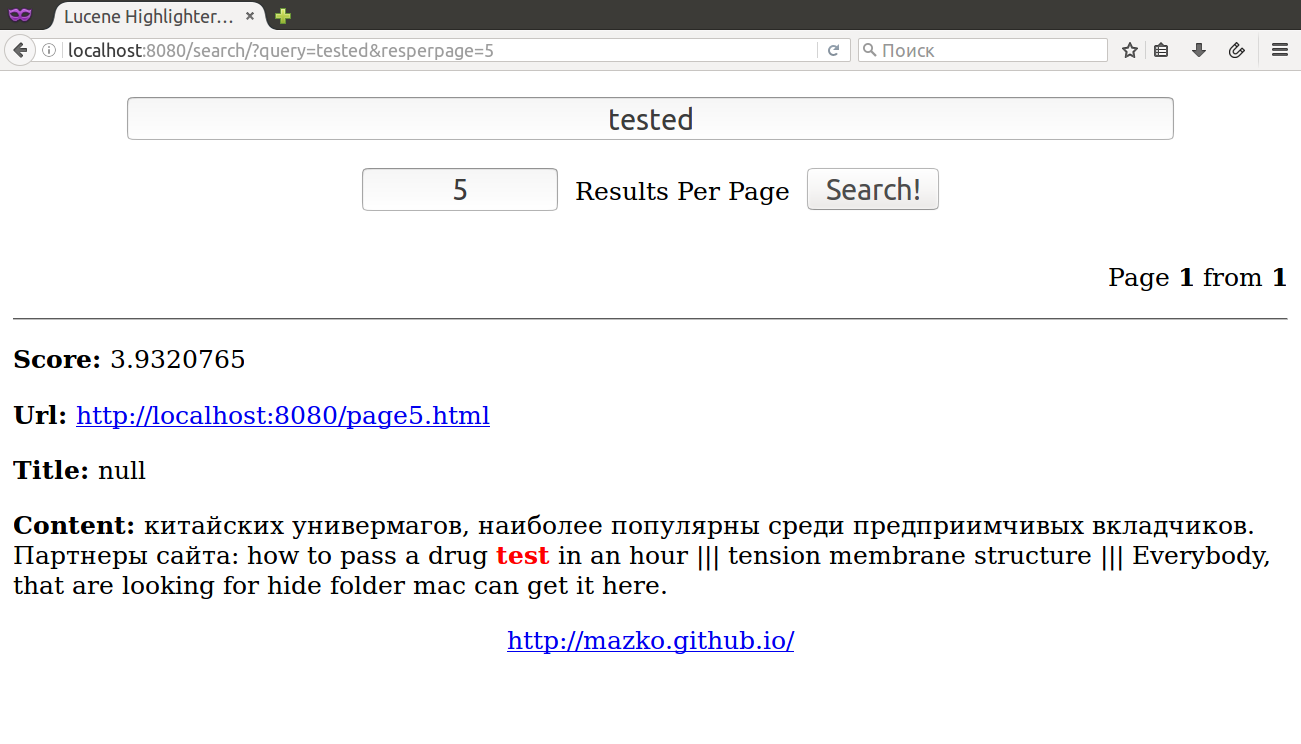 Lucene Highlighter...
localhost:8080/search/?query=tested&resperpage=5
Поиск
tested
5 Results Per Page Search!
Page 1 from 1
Score: 3.9320765
Url: http://localhost:8080/page5.html
Title: null
Content: китайских универмагов, наиболее популярны среди предприимчивых вкладчиков.
Партнеры сайта: how to pass a drug test in an hour ||| tension membrane structure ||| Everybody,
that are looking for hide folder mac can get it here.
http://mazko.github.io/